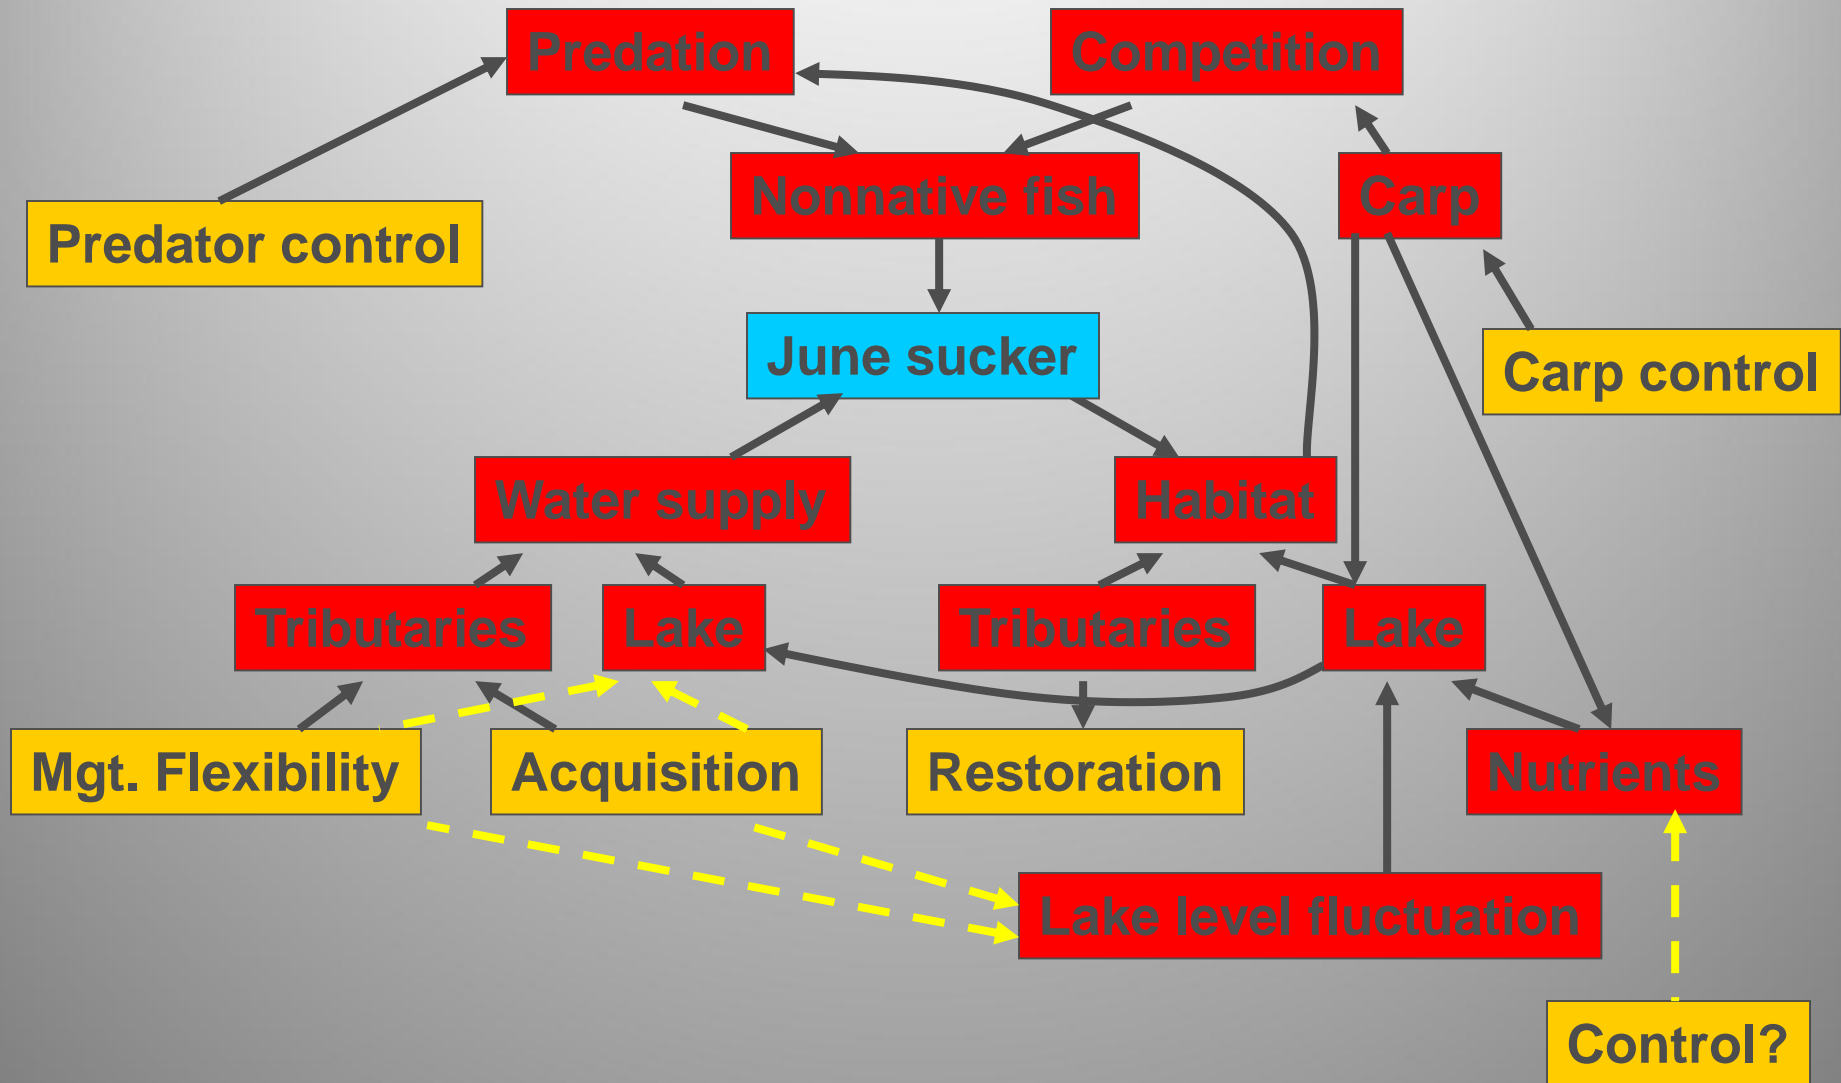 Predation
Competition
Nonnative fish
Carp
Predator control
June sucker
Carp control
Water supply
Habitat
Tributaries
Lake
Tributaries
Lake
Mgt. Flexibility
Acquisition
Restoration
Nutrients
Lake level fluctuation
Control?